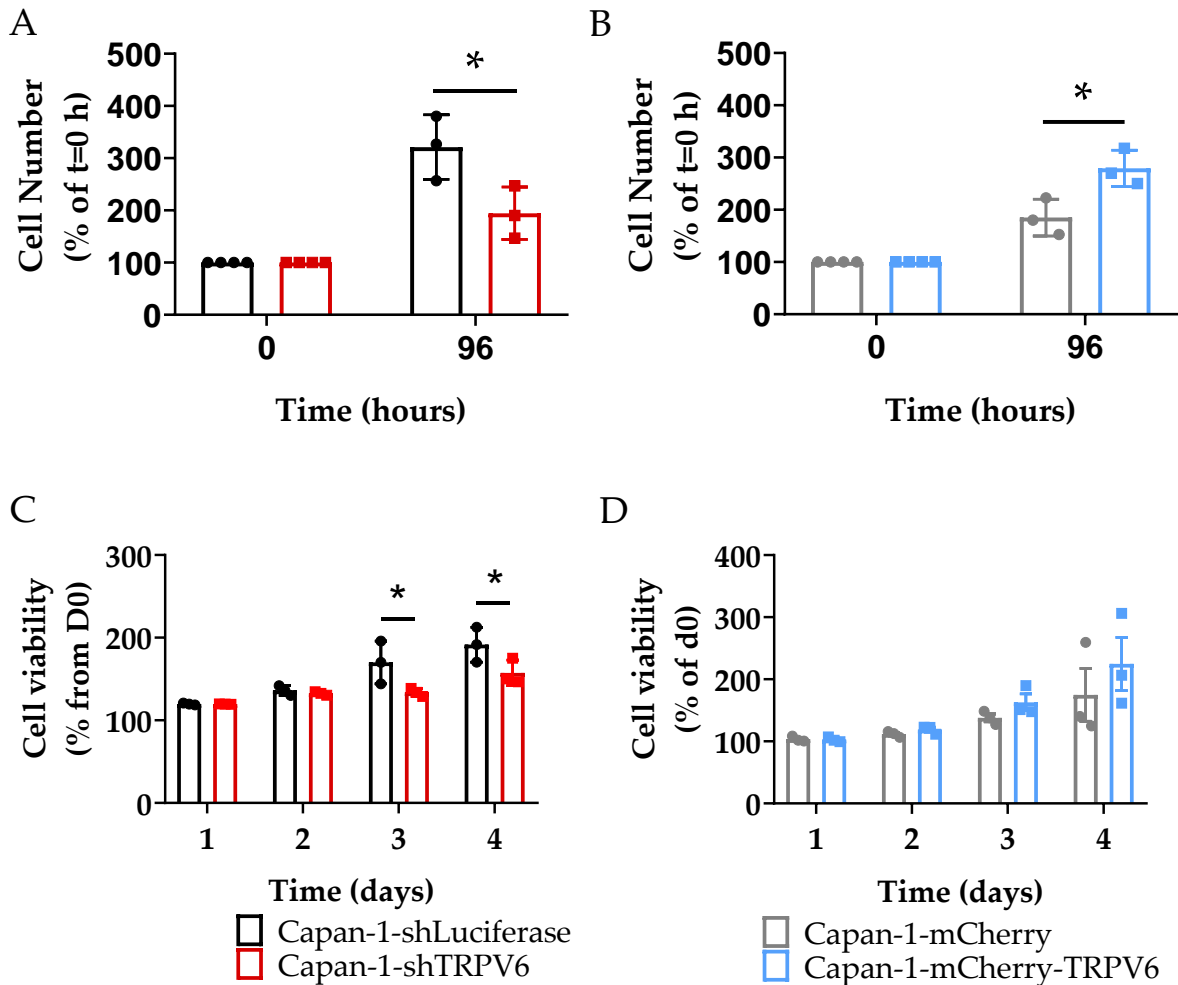 A
Cell Number
(% of t=0 h)
500
400
300
200
100
0
*
0 96
Time (hours)
B
Cell Number
(% of t=0 h)
500
400
300
200
100
0
*
0 96
Time (hours)
C
Cell viability
(% from D0)
300
200
100
0
* *
1 2 3 4
Time (days)
Capan-1-shLuciferase
Capan-1-shTRPV6
D
Cell viability
(% of d0)
400
300
200
100
0
1 2 3 4
Time (days)
Capan-1-mCherry
Capan-1-mCherry-TRPV6